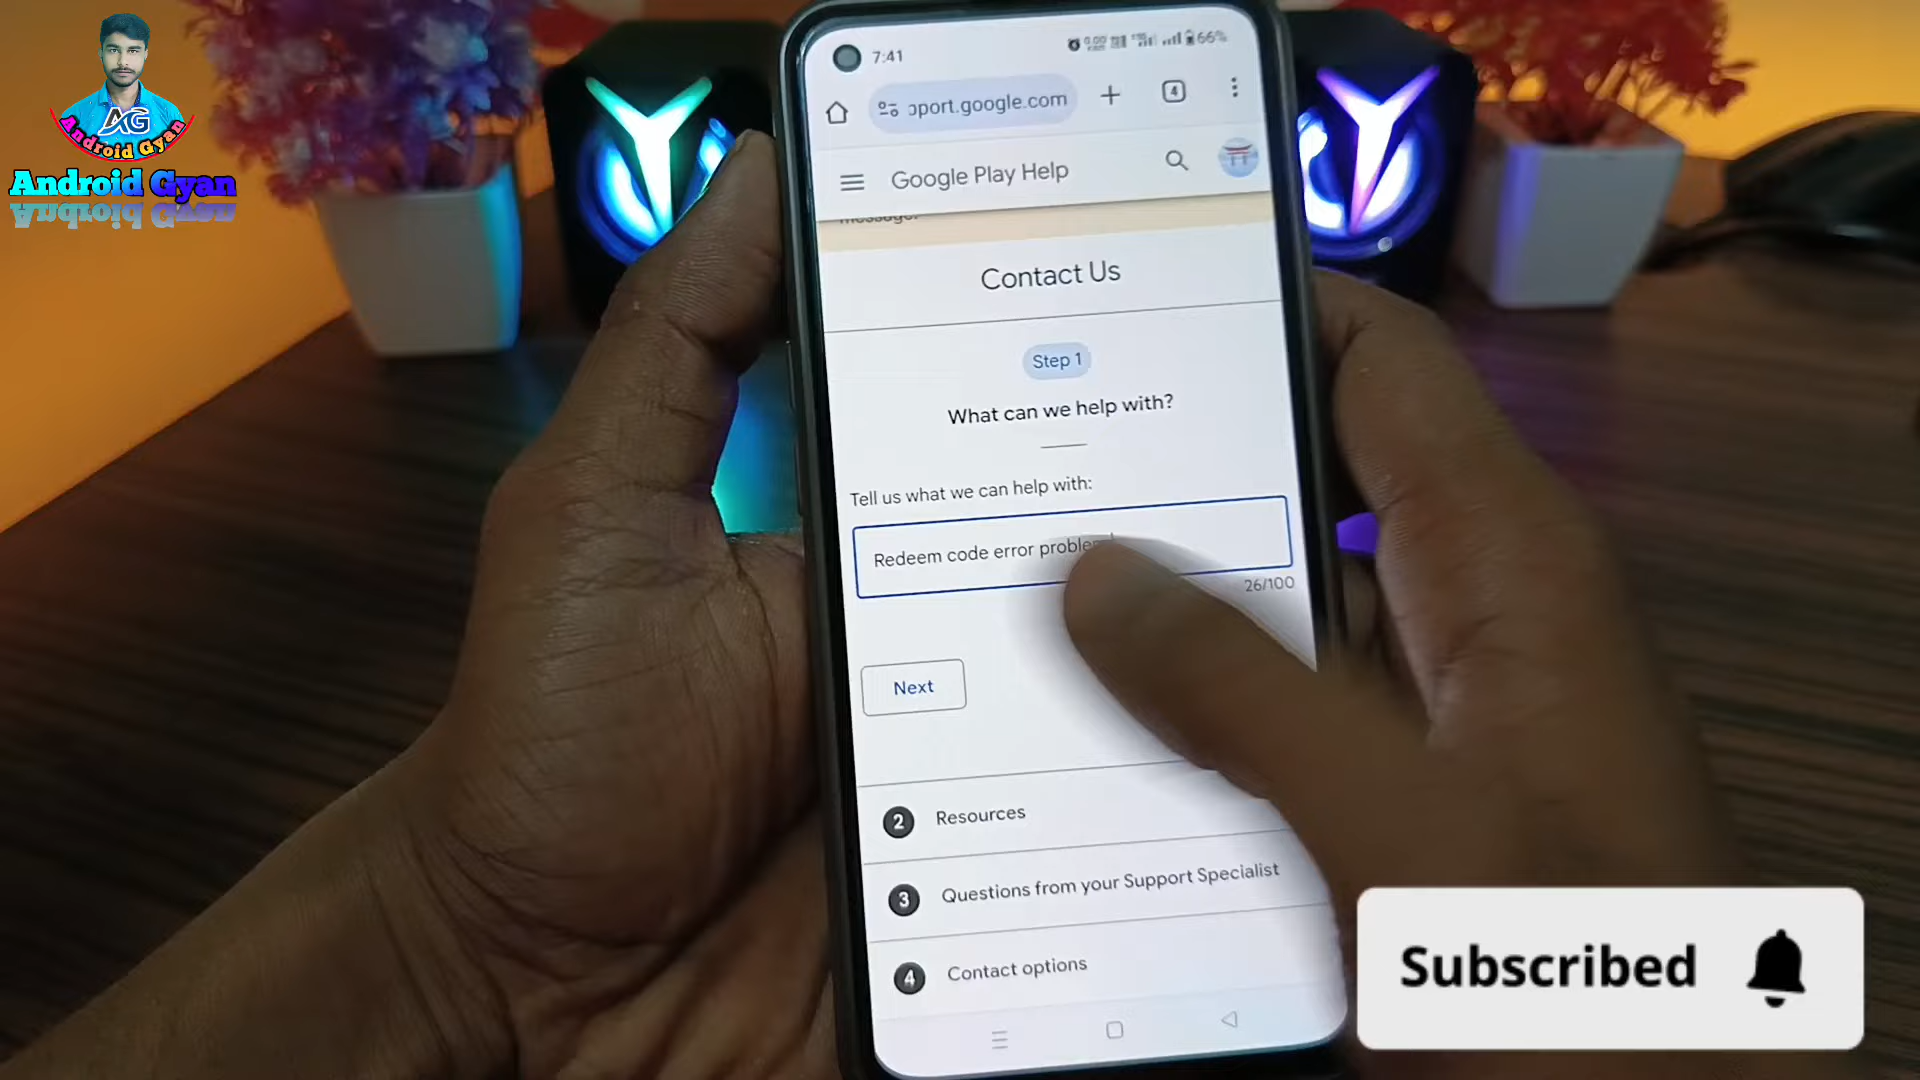 AG
Android Gyan
Android Gyan
7:41
66%
port.google.com
4
Google Play Help
message.
Contact Us
Step 1
What can we help with?
Tell us what we can help with:
Redeem code error problem
26/100
Next
2 Resources
3 Questions from your Support Specialist
4 Contact options
Subscribed